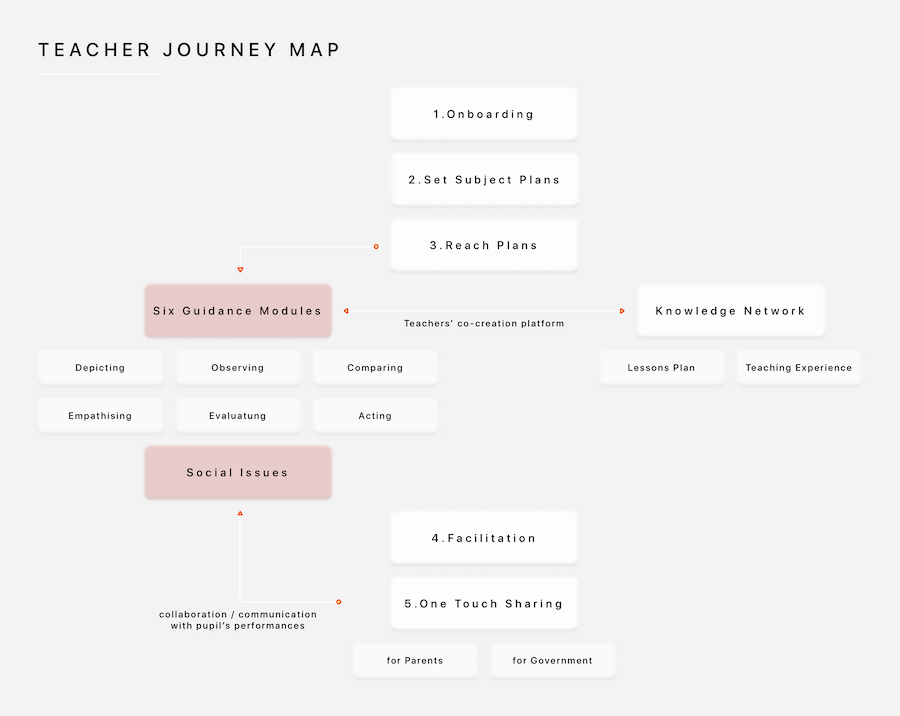 TEACHER JOURNEY MAP
1.Onboarding
2.Set Subject Plans
3.Reach Plans
Six Guidance Modules
Knowledge Network
Teachers' co-creation platform
Depicting
Observing
Comparing
Lessons Plan
Teaching Experience
Empathising
Evaluatung
Acting
Social Issues
4.Facilitation
5.One Touch Sharing
collaboration / communication
with pupil's performances
for Parents
for Government